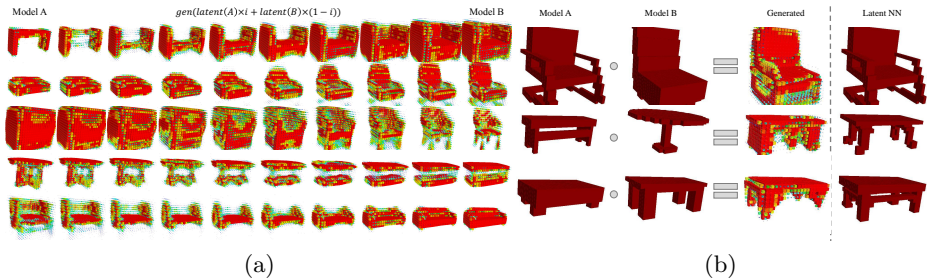 Model A
gen(latent(A)×i + latent(B)×(1 − i))
Model B
Model A
Model B
Generated
Latent NN
(a)
(b)